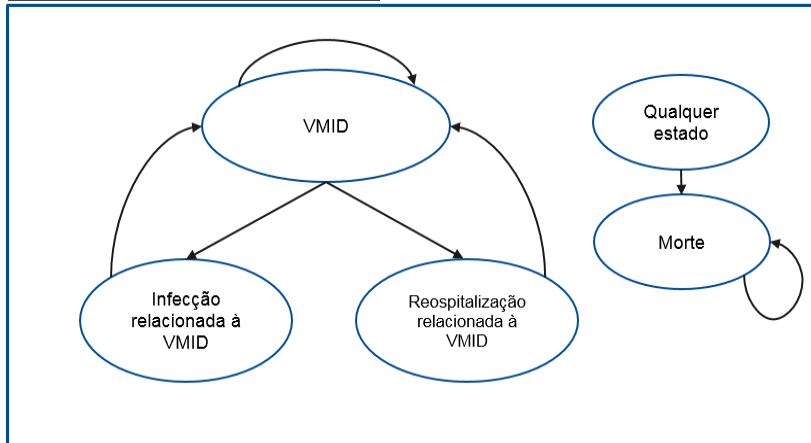 VMID
Qualquer
estado
Morte
Infecção
relacionada à
VMID
Reospitalização
relacionada à
VMID